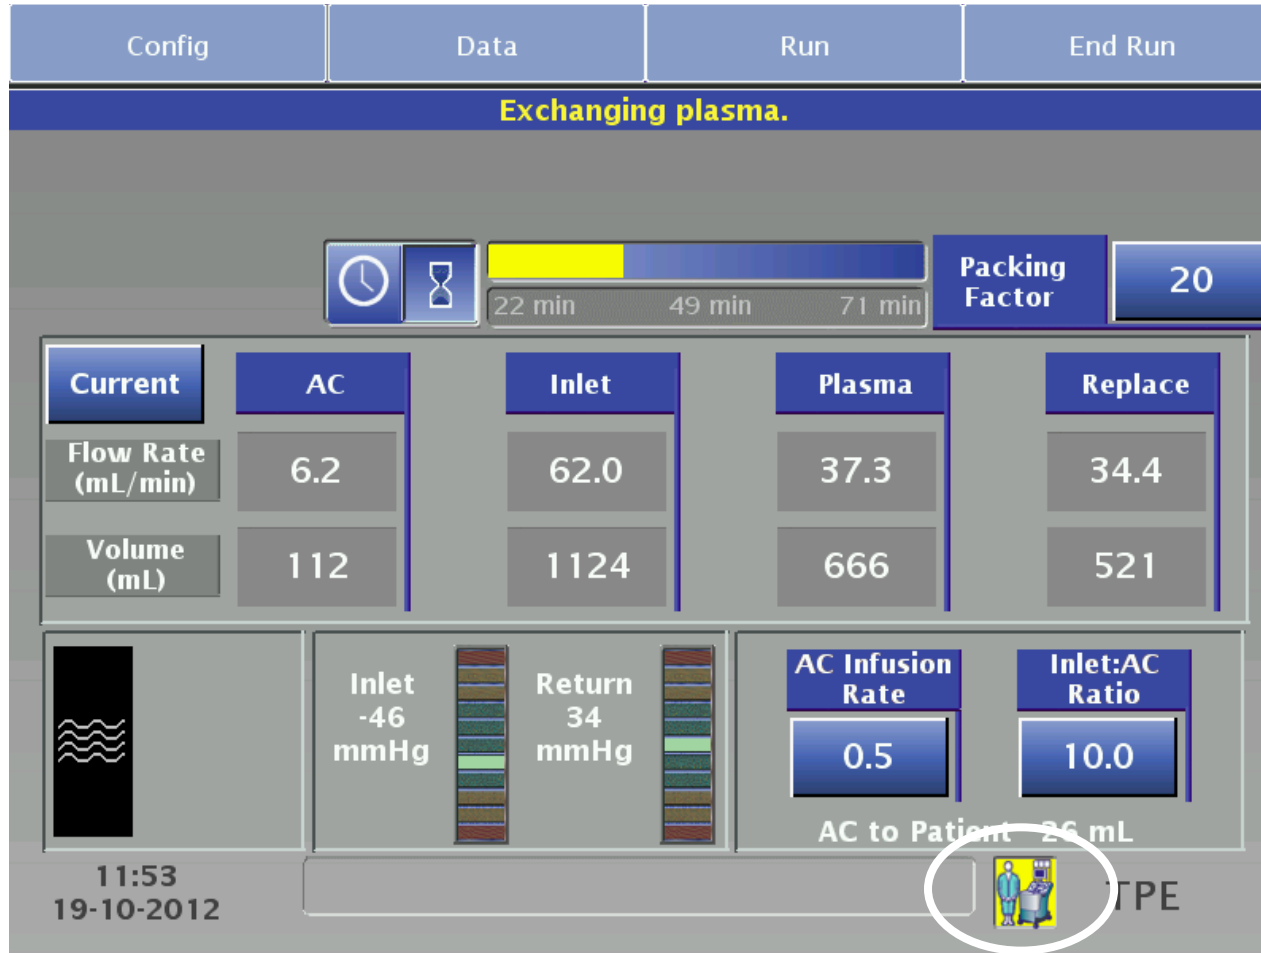 Config
Data
Run
End Run
Exchanging plasma.
22 min
49 min
71 min
Packing
Factor
20
Current
AC
Inlet
Plasma
Replace
Flow Rate
(mL/min)
6.2
62.0
37.3
34.4
Volume
(mL)
112
1124
666
521
Inlet
-46
mmHg
Return
34
mmHg
AC Infusion
Rate
0.5
Inlet:AC
Ratio
10.0
AC to Patient 26 mL
11:53
19-10-2012
TPE